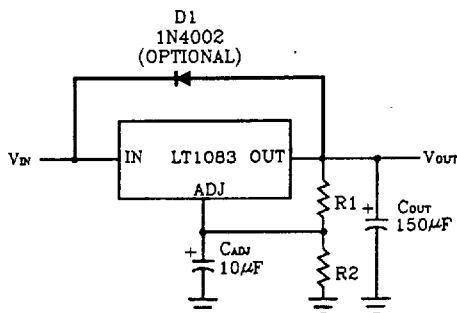 D1
1N4002
(OPTIONAL)
VIN
IN LT1083 OUT
VOUT
ADJ
R1
COUT
150µF
CADJ
10µF
R2
+
+